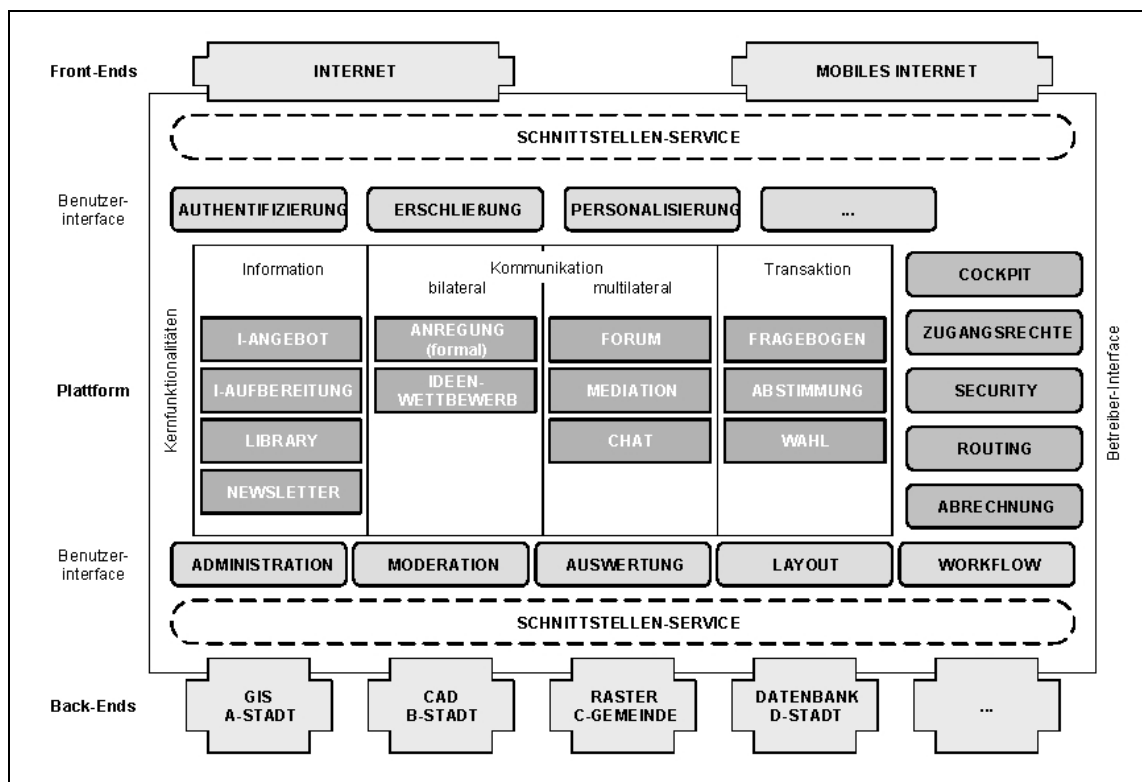 Front-Ends
INTERNET
MOBILES INTERNET
SCHNITTSTELLEN-SERVICE
Benutzer-
interface
AUTHENTIFIZIERUNG
ERSCHLIEßUNG
PERSONALISIERUNG
...
Plattform
Kernfunktionalitäten
Information
Kommunikation
bilateral
multilateral
Transaktion
I-ANGEBOT
I-AUFBEREITUNG
LIBRARY
NEWSLETTER
ANREGUNG
(formal)
IDEEN-
WETTBEWERB
FORUM
MEDIATION
CHAT
FRAGEBOGEN
ABSTIMMUNG
WAHL
COCKPIT
ZUGANGSRECHTE
SECURITY
ROUTING
ABRECHNUNG
Betreiber-Interface
Benutzer-
interface
ADMINISTRATION
MODERATION
AUSWERTUNG
LAYOUT
WORKFLOW
SCHNITTSTELLEN-SERVICE
Back-Ends
GIS
A-STADT
CAD
B-STADT
RASTER
C-GEMEINDE
DATENBANK
D-STADT
...